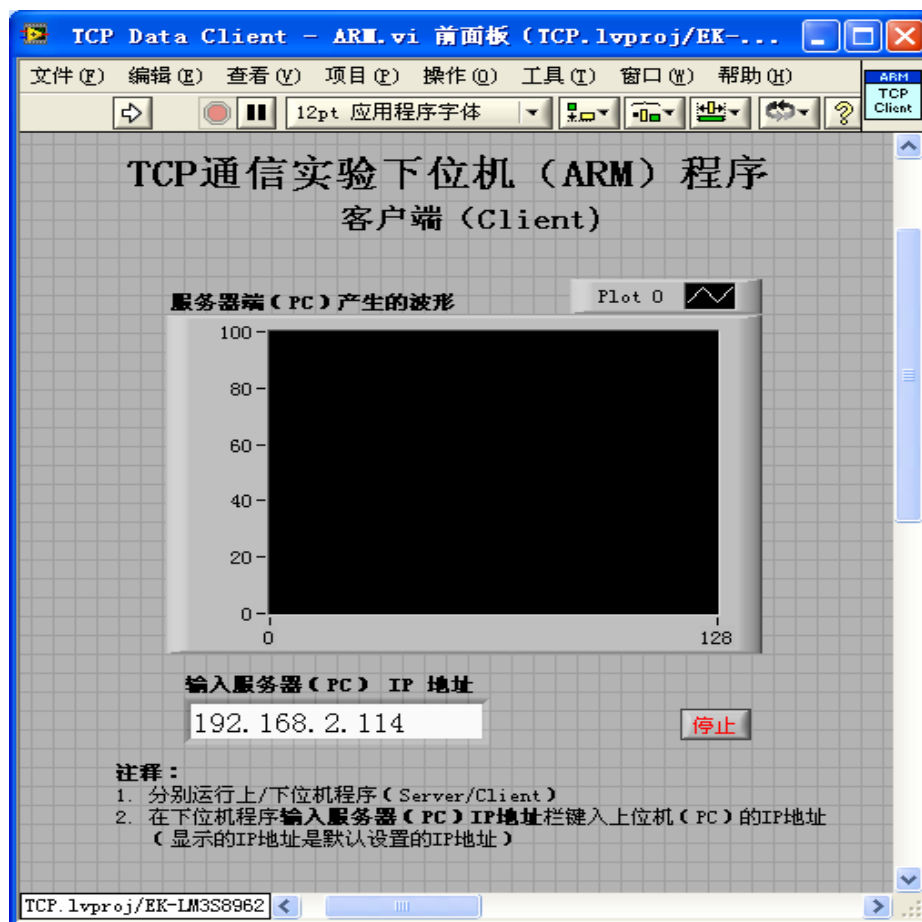 TCP Data Client - ARM.vi 前面板 (TCP.lvproj/EK-...
文件(F) 编辑(E) 查看(V) 项目(P) 操作(O) 工具(T) 窗口(W) 帮助(H)
ARM
TCP
Client
12pt 应用程序字体
?
TCP通信实验下位机（ARM）程序
客户端（Client）
服务器端（PC）产生的波形
Plot 0
100
80
60
40
20
0
0 128
输入服务器（PC） IP 地址
192.168.2.114
停止
注释：
1. 分别运行上/下位机程序（Server/Client）
2. 在下位机程序输入服务器（PC）IP地址栏键入上位机（PC）的IP地址
（显示的IP地址是默认设置的IP地址）
TCP.lvproj/EK-LM3S8962